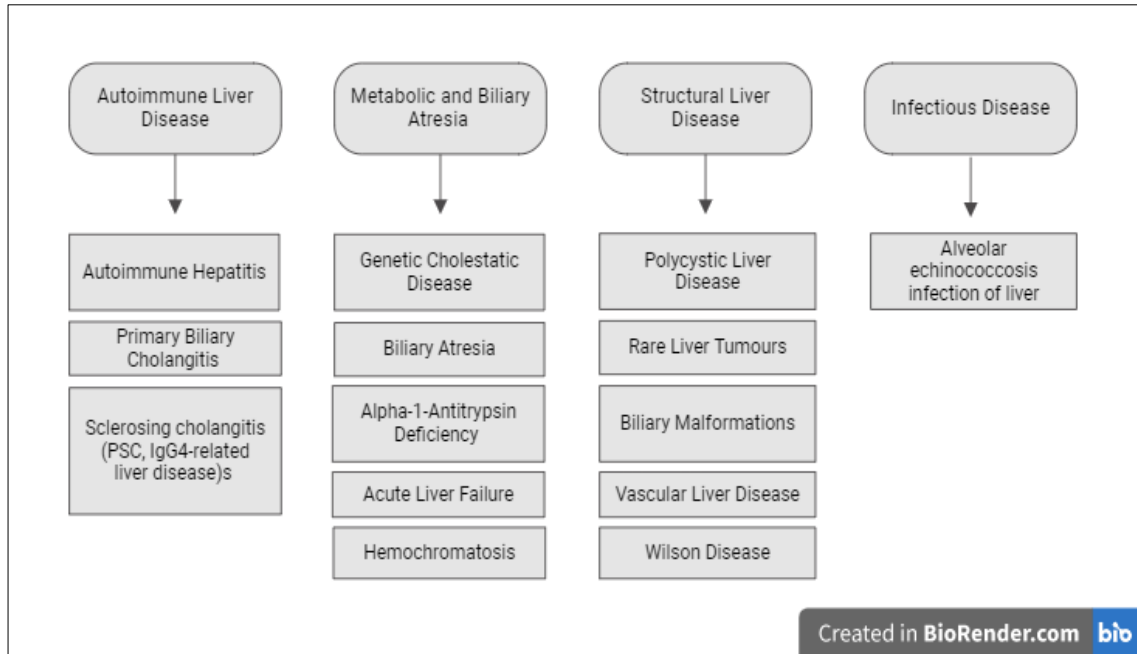 Autoimmune Liver
Disease
Metabolic and Biliary
Atresia
Structural Liver
Disease
Infectious Disease
Autoimmune Hepatitis
Primary Biliary
Cholangitis
Sclerosing cholangitis
(PSC, IgG4-related
liver disease)s
Genetic Cholestatic
Disease
Biliary Atresia
Alpha-1-Antitrypsin
Deficiency
Acute Liver Failure
Hemochromatosis
Polycystic Liver
Disease
Rare Liver Tumours
Biliary Malformations
Vascular Liver Disease
Wilson Disease
Alveolar
echinococcosis
infection of liver
Created in BioRender.com bio